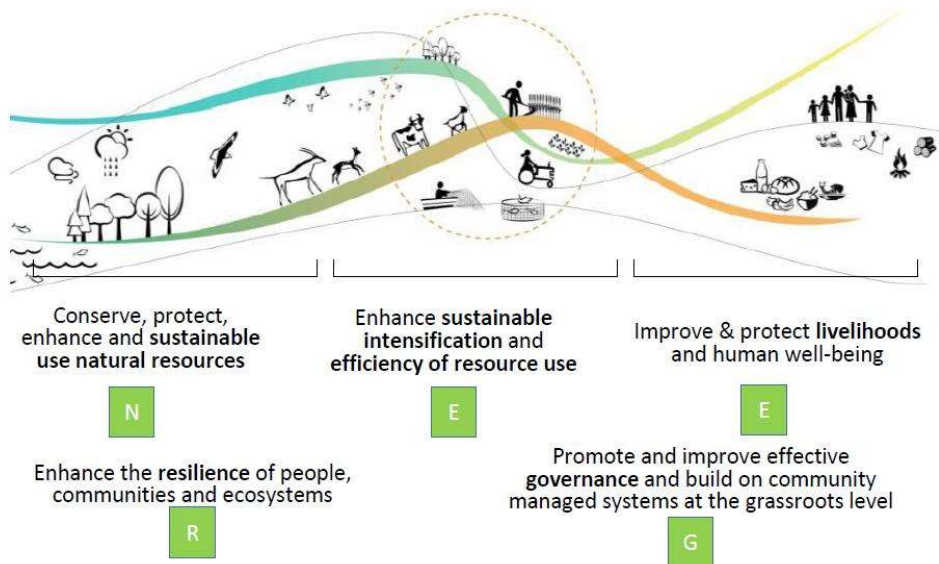 Conserve, protect,
enhance and sustainable
use natural resources
N
Enhance sustainable
intensification and
efficiency of resource use
E
Improve & protect livelihoods
and human well-being
E
Enhance the resilience of people,
communities and ecosystems
R
Promote and improve effective
governance and build on community
managed systems at the grassroots level
G